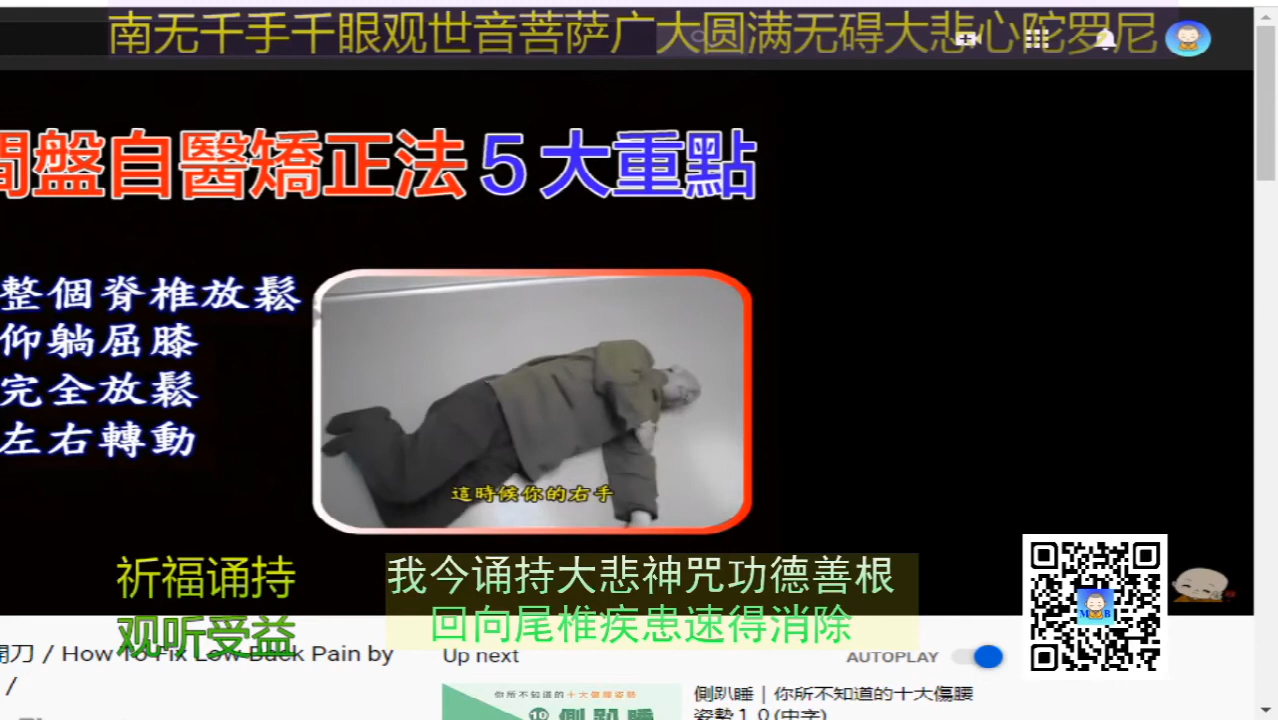 南无千手千眼观世音菩萨广大圆满无碍大悲心陀罗尼
間盤自醫矯正法5大重點
整個脊椎放鬆
仰躺屈膝
完全放鬆
左右轉動
這時候你的右手
祈福诵持
观听受益
我今诵持大悲神咒功德善根
回向尾椎疾患速得消除
開刀 / How To Fix Low Back Pain by
/
Up next
AUTOPLAY
你所不知道的十大傷腰姿勢
10 側趴睡
側趴睡｜你所不知道的十大傷腰
姿勢１０(中字)